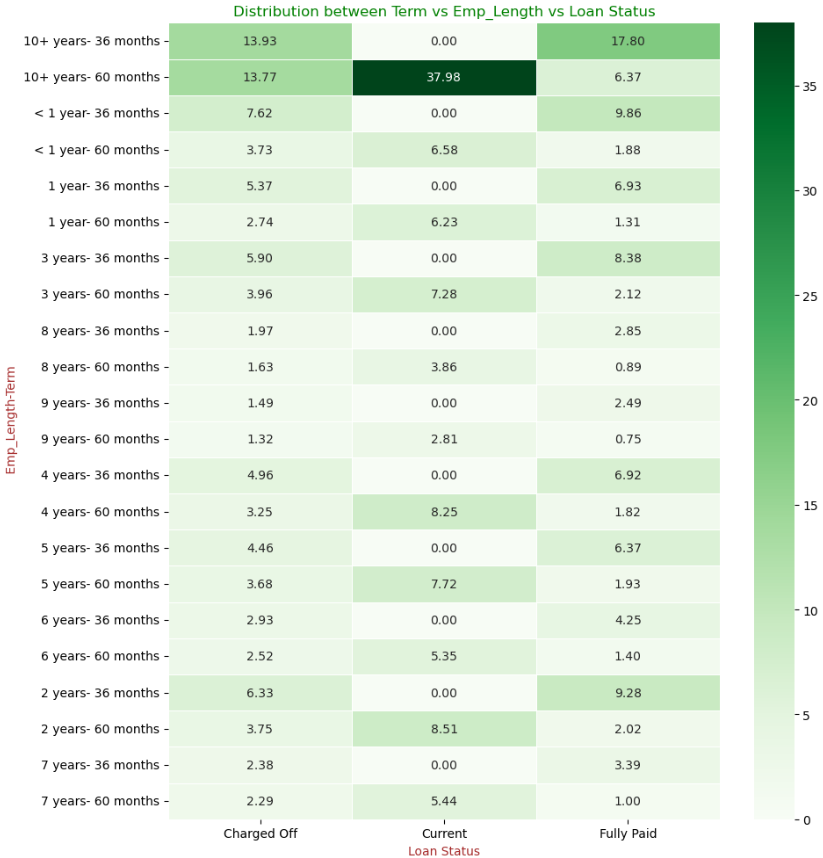 Distribution between Term vs Emp_Length vs Loan Status
10+ years- 36 months 13.93 0.00 17.80
10+ years- 60 months 13.77 37.98 6.37
< 1 year- 36 months 7.62 0.00 9.86
< 1 year- 60 months 3.73 6.58 1.88
1 year- 36 months 5.37 0.00 6.93
1 year- 60 months 2.74 6.23 1.31
3 years- 36 months 5.90 0.00 8.38
3 years- 60 months 3.96 7.28 2.12
8 years- 36 months 1.97 0.00 2.85
8 years- 60 months 1.63 3.86 0.89
9 years- 36 months 1.49 0.00 2.49
9 years- 60 months 1.32 2.81 0.75
4 years- 36 months 4.96 0.00 6.92
4 years- 60 months 3.25 8.25 1.82
5 years- 36 months 4.46 0.00 6.37
5 years- 60 months 3.68 7.72 1.93
6 years- 36 months 2.93 0.00 4.25
6 years- 60 months 2.52 5.35 1.40
2 years- 36 months 6.33 0.00 9.28
2 years- 60 months 3.75 8.51 2.02
7 years- 36 months 2.38 0.00 3.39
7 years- 60 months 2.29 5.44 1.00
Charged Off Current Fully Paid
Loan Status
Emp_Length-Term
35
30
25
20
15
10
5
0